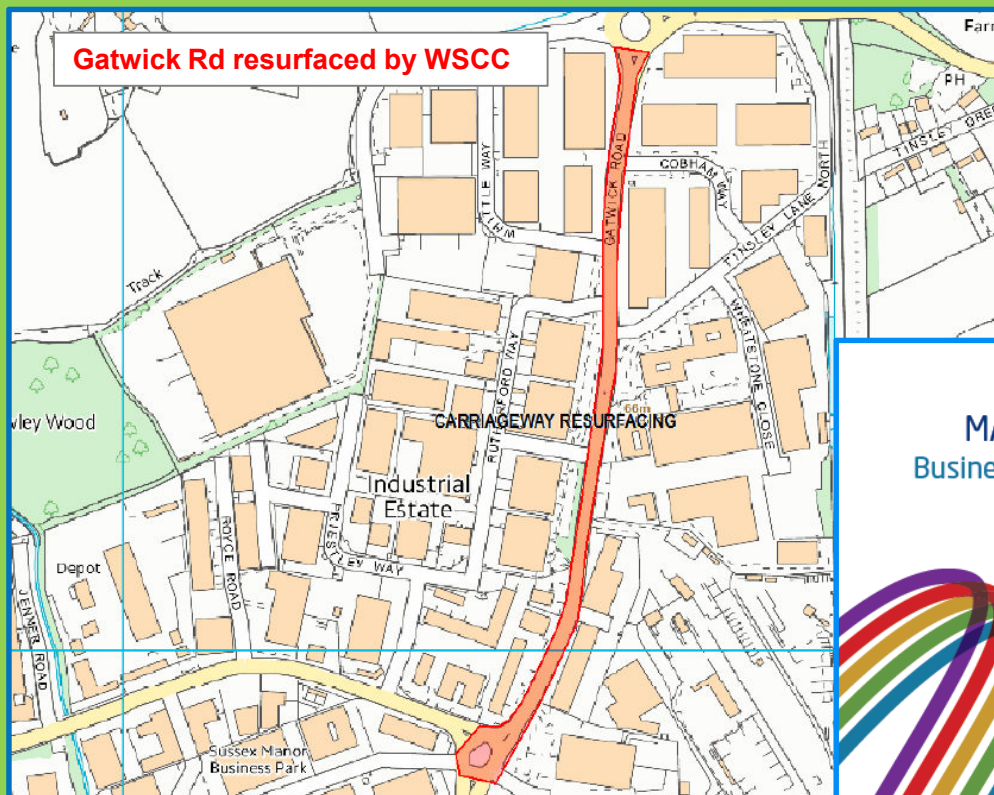 Gatwick Rd resurfaced by WSCC
Farm
PH
TINSLEY GREEN
GATWICK ROAD
COBHAM WAY
WHITTLE WAY
TINSLEY LANE NORTH
Track
WHEATSTONE CLOSE
RUTHERFORD WAY
66m
CARRIAGEWAY RESURFACING
wley Wood
MA
Busine
Industrial
Estate
PRIESTLEY WAY
ROYCE ROAD
Depot
JENNER ROAD
Sussex Manor
Business Park